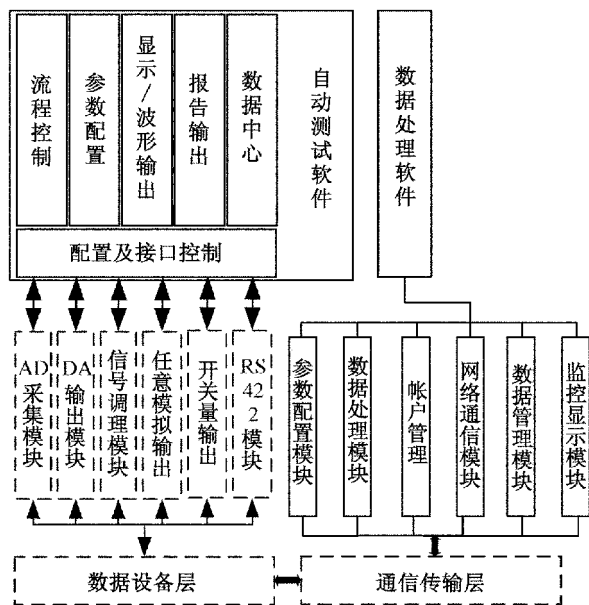 流程控制
参数配置
显示/波形输出
报告输出
数据中心
自动测试软件
数据处理软件
配置及接口控制
AD采集模块
DA输出模块
信号调理模块
任意模拟输出
开关量输出
RS422模块
参数配置模块
数据处理模块
帐户管理
网络通信模块
数据管理模块
监控显示模块
数据设备层
通信传输层